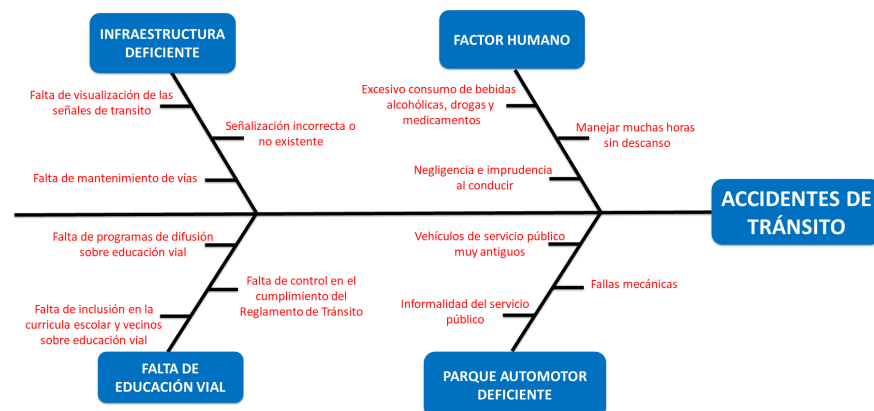 INFRAESTRUCTURA
DEFICIENTE
FACTOR HUMANO
Falta de visualización de las
señales de transito
Señalización incorrecta o
no existente
Falta de mantenimiento de vías
Excesivo consumo de bebidas
alcohólicas, drogas y
medicamentos
Manejar muchas horas
sin descanso
Negligencia e imprudencia
al conducir
ACCIDENTES DE
TRÁNSITO
Falta de programas de difusión
sobre educación vial
Falta de control en el
cumplimiento del
Reglamento de Tránsito
Falta de inclusión en la
curricula escolar y vecinos
sobre educación vial
Vehículos de servicio público
muy antiguos
Fallas mecánicas
Informalidad del servicio
público
FALTA DE
EDUCACIÓN VIAL
PARQUE AUTOMOTOR
DEFICIENTE